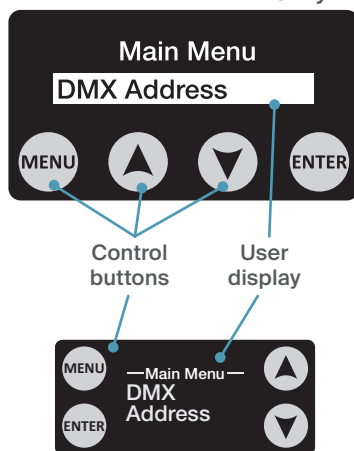 Main Menu
DMX Address
MENU
ENTER
Control
buttons
User
display
MENU
—Main Menu—
DMX
Address
ENTER